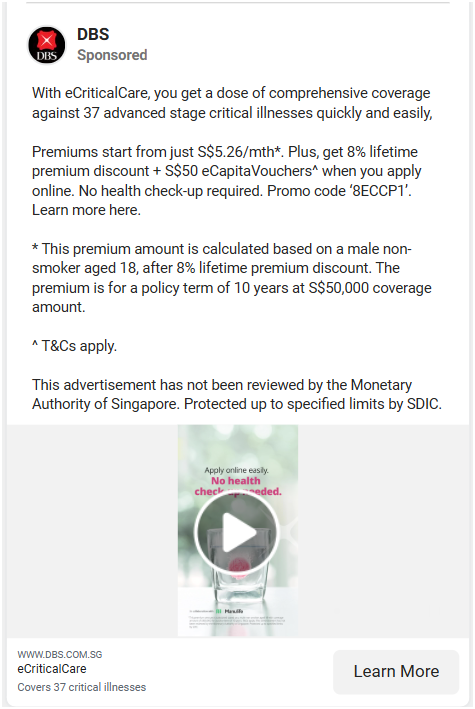 DBS
Sponsored
DBS
With eCriticalCare, you get a dose of comprehensive coverage
against 37 advanced stage critical illnesses quickly and easily,
Premiums start from just S$5.26/mth*. Plus, get 8% lifetime
premium discount + S$50 eCapitaVouchers^ when you apply
online. No health check-up required. Promo code ‘8ECCP1’.
Learn more here.
* This premium amount is calculated based on a male non-
smoker aged 18, after 8% lifetime premium discount. The
premium is for a policy term of 10 years at S$50,000 coverage
amount.
^ T&Cs apply.
This advertisement has not been reviewed by the Monetary
Authority of Singapore. Protected up to specified limits by SDIC.
Apply online easily.
No health
check-up needed.
Manulife
WWW.DBS.COM.SG
eCriticalCare
Covers 37 critical illnesses
Learn More